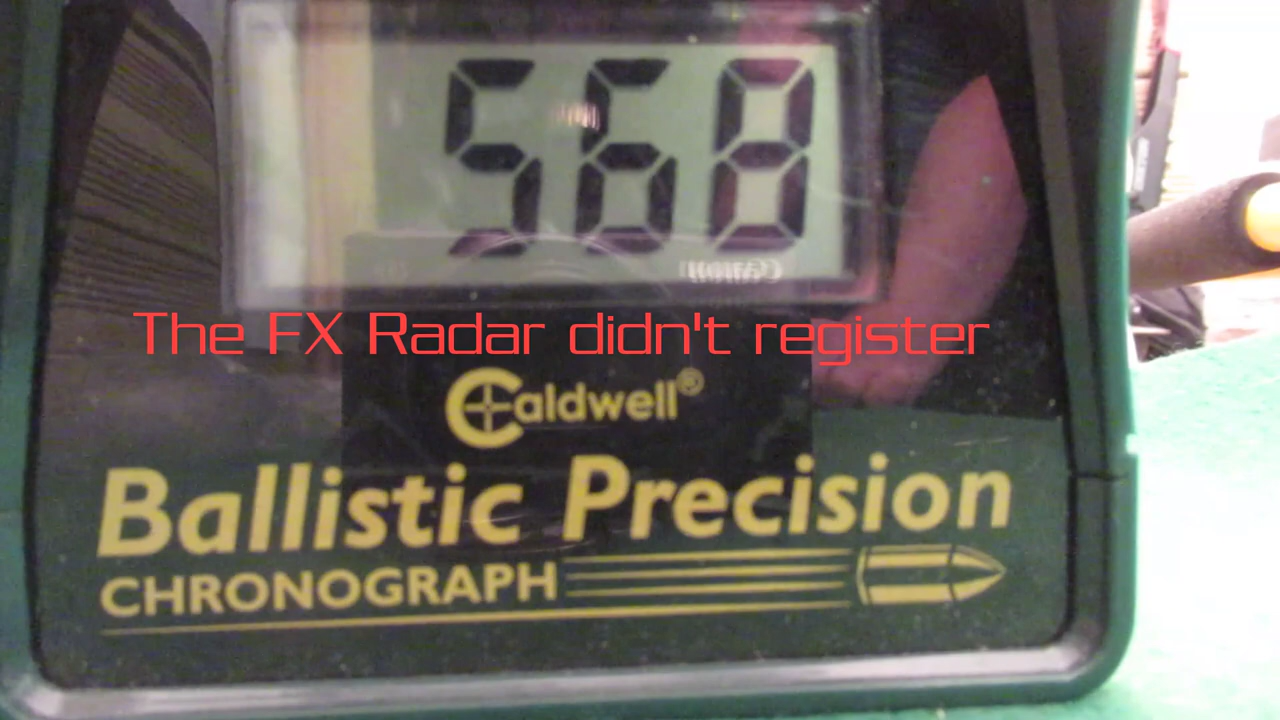 568
The FX Radar didn't register
Caldwell®
Ballistic Precision
CHRONOGRAPH